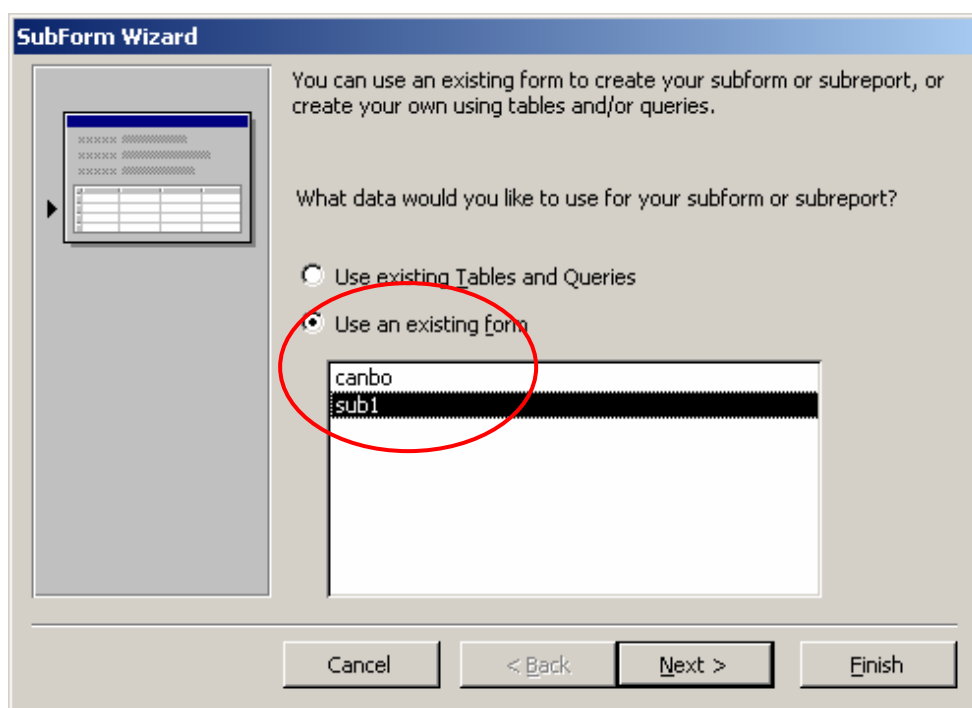 SubForm Wizard
You can use an existing form to create your subform or subreport, or
create your own using tables and/or queries.
What data would you like to use for your subform or subreport?
Use existing Tables and Queries
Use an existing form
canbo
sub1
Cancel
< Back
Next >
Finish